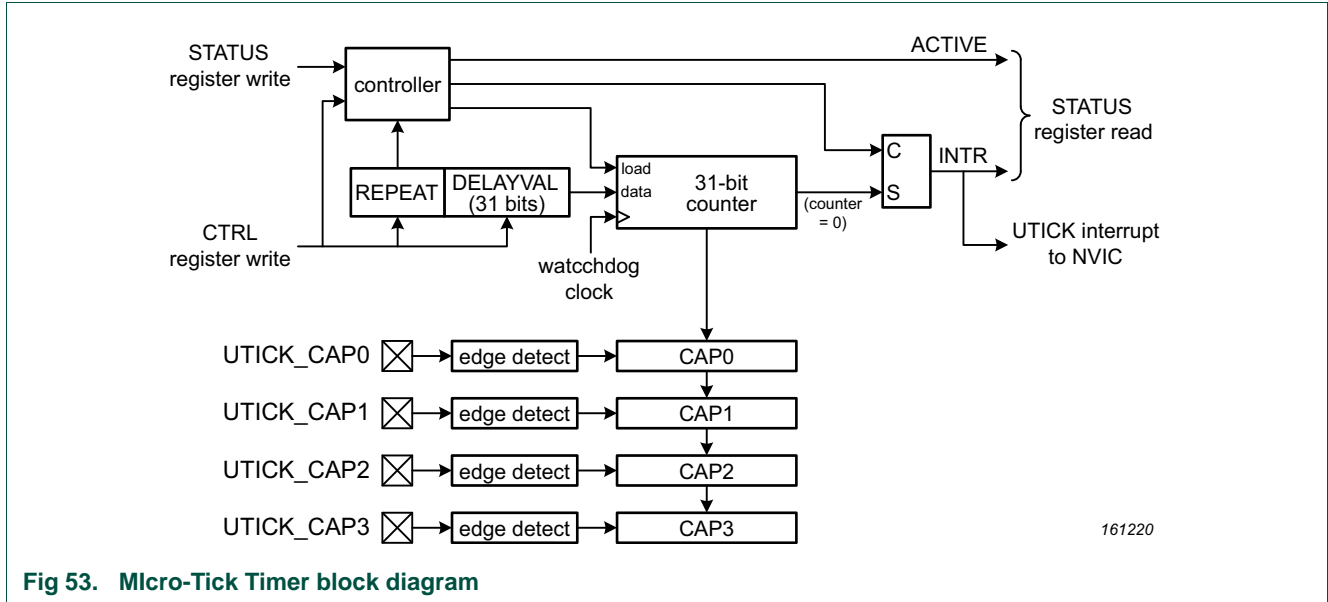 STATUS
register write
controller
ACTIVE
STATUS
register read
C
INTR
S
load
data
31-bit
counter
(counter
= 0)
REPEAT
DELAYVAL
(31 bits)
CTRL
register write
watcchdog
clock
UTICK interrupt
to NVIC
UTICK_CAP0
edge detect
CAP0
UTICK_CAP1
edge detect
CAP1
UTICK_CAP2
edge detect
CAP2
UTICK_CAP3
edge detect
CAP3
161220
Fig 53. MIcro-Tick Timer block diagram